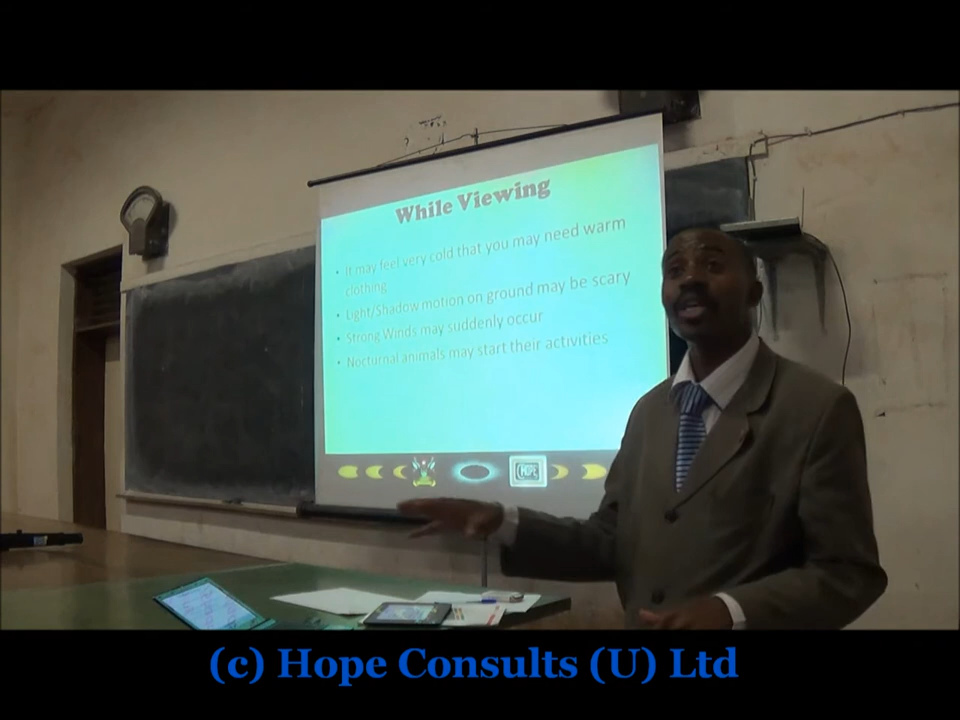 While Viewing
• It may feel very cold that you may need warm
clothing
• Light/Shadow motion on ground may be scary
• Strong Winds may suddenly occur
• Nocturnal animals may start their activities
HOPE
(c) Hope Consults (U) Ltd